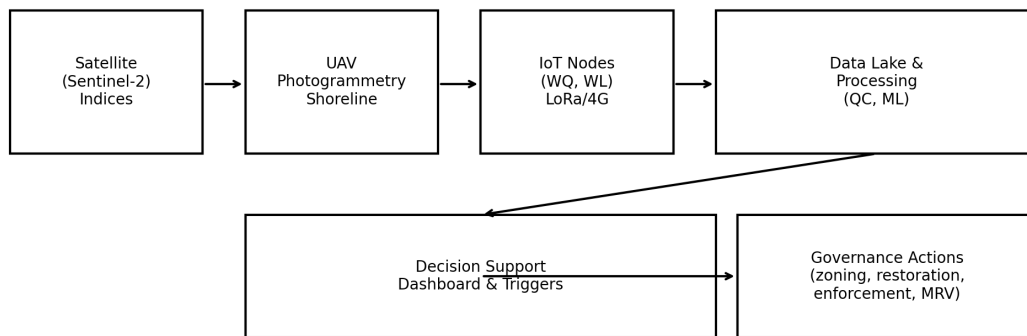 Satellite
(Sentinel-2)
Indices
UAV
Photogrammetry
Shoreline
IoT Nodes
(WQ, WL)
LoRa/4G
Data Lake &
Processing
(QC, ML)
Decision Support
Dashboard & Triggers
Governance Actions
(zoning, restoration,
enforcement, MRV)